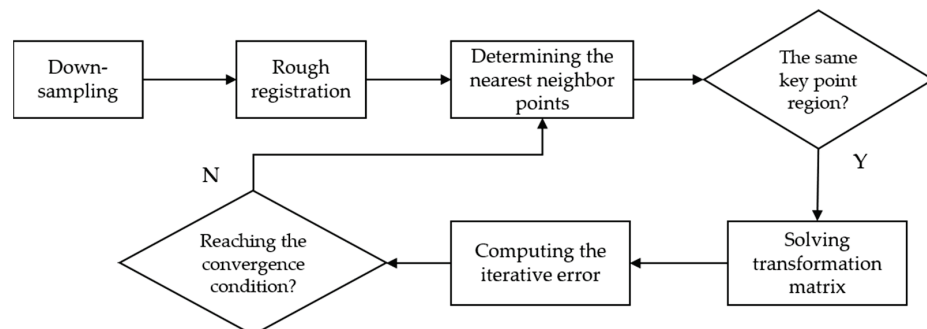 Down-
sampling
Rough
registration
Determining the
nearest neighbor
points
The same
key point
region?
Y
Solving
transformation
matrix
Computing the
iterative error
Reaching the
convergence
condition?
N